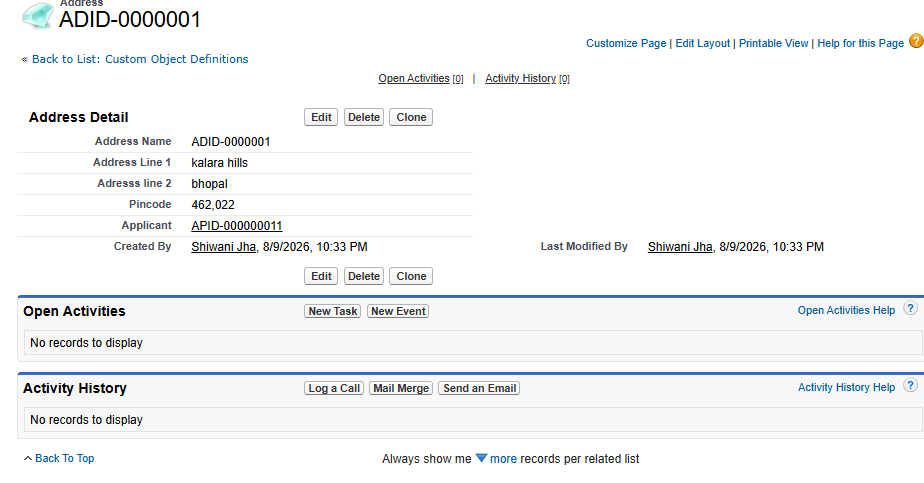 Address
ADID-0000001
Customize Page | Edit Layout | Printable View | Help for this Page ?
« Back to List: Custom Object Definitions
Open Activities [0] | Activity History [0]
Address Detail Edit Delete Clone
Address Name ADID-0000001
Address Line 1 kalara hills
Adresss line 2 bhopal
Pincode 462,022
Applicant APID-000000011
Created By Shiwani Jha, 8/9/2026, 10:33 PM Last Modified By Shiwani Jha, 8/9/2026, 10:33 PM
Edit Delete Clone
Open Activities New Task New Event Open Activities Help ?
No records to display
Activity History Log a Call Mail Merge Send an Email Activity History Help ?
No records to display
Back To Top Always show me more records per related list